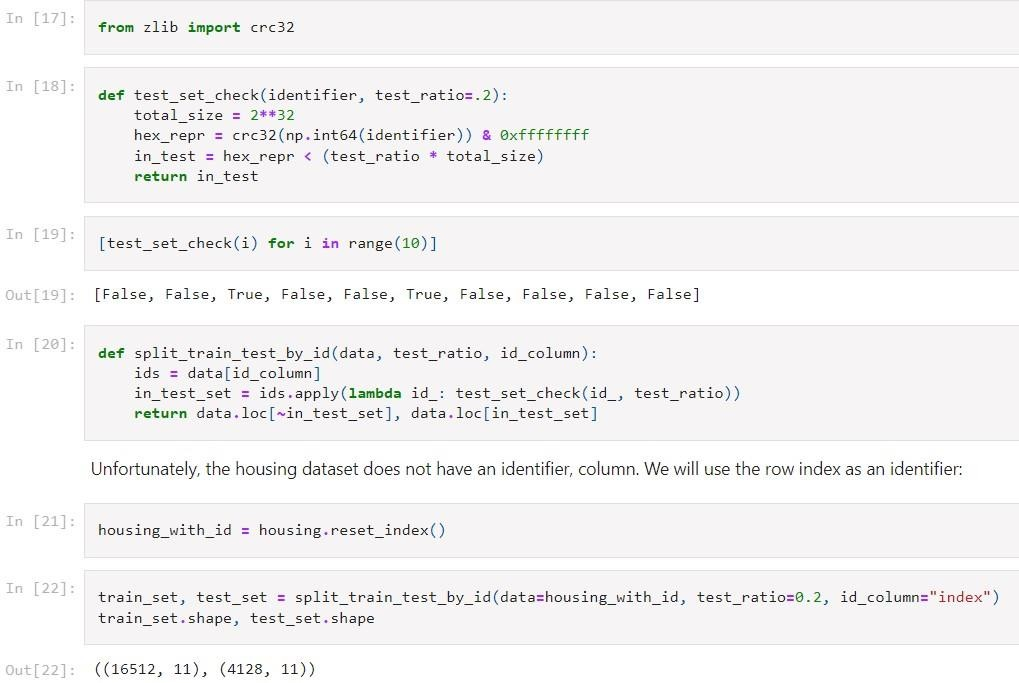 In [17]: from zlib import crc32
In [18]: def test_set_check(identifier, test_ratio=.2):
    total_size = 2**32
    hex_repr = crc32(np.int64(identifier)) & 0xffffffff
    in_test = hex_repr < (test_ratio * total_size)
    return in_test
In [19]: [test_set_check(i) for i in range(10)]
Out[19]: [False, False, True, False, False, True, False, False, False, False]
In [20]: def split_train_test_by_id(data, test_ratio, id_column):
    ids = data[id_column]
    in_test_set = ids.apply(lambda id_: test_set_check(id_, test_ratio))
    return data.loc[~in_test_set], data.loc[in_test_set]
Unfortunately, the housing dataset does not have an identifier, column. We will use the row index as an identifier:
In [21]: housing_with_id = housing.reset_index()
In [22]: train_set, test_set = split_train_test_by_id(data=housing_with_id, test_ratio=0.2, id_column="index")
train_set.shape, test_set.shape
Out[22]: ((16512, 11), (4128, 11))